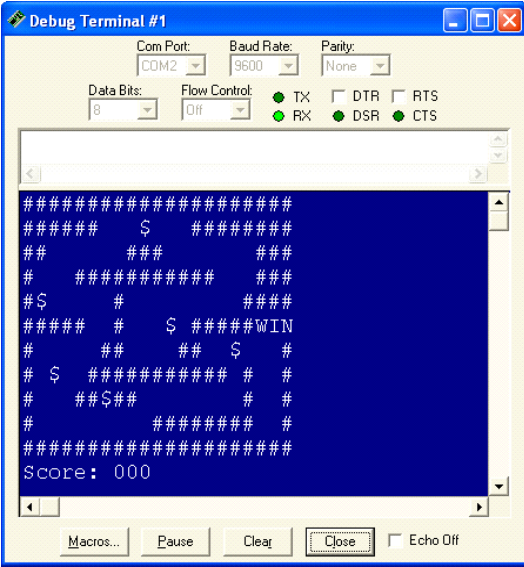 Debug Terminal #1
Com Port: Baud Rate: Parity:
COM2 9600 None
Data Bits: Flow Control: TX DTR RTS
8 Off RX DSR CTS
#####################
######   $   ########
##      ###       ###
#   ###########   ###
#$     #         ####
#####  #   $ #####WIN
#     ##    ##  $   #
# $  ########### #  #
#   ##$##        #  #
#         ########  #
#####################
Score: 000
Macros... Pause Clear Close Echo Off